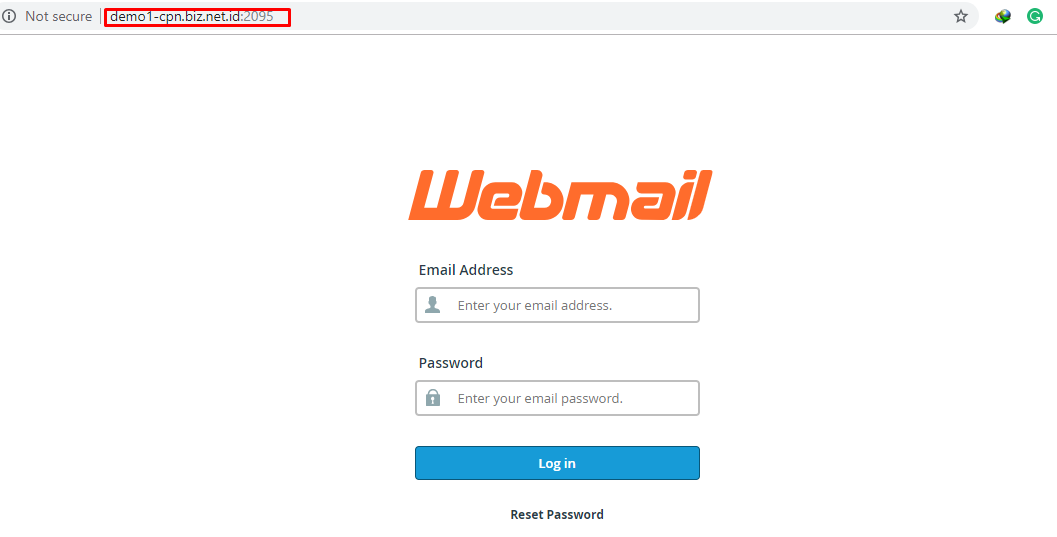 Not secure | demo1-cpn.biz.net.id:2095
Webmail
Email Address
Enter your email address.
Password
Enter your email password.
Log in
Reset Password